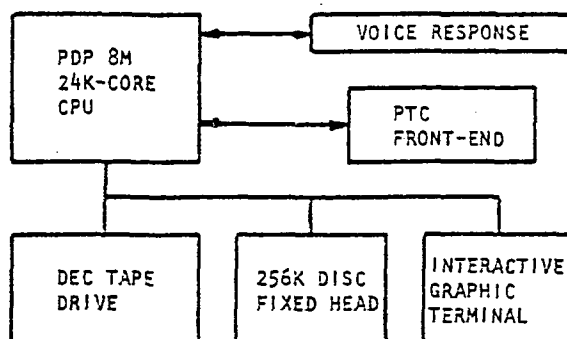 PDP 8M
24K-CORE
CPU
VOICE RESPONSE
PTC
FRONT-END
DEC TAPE
DRIVE
256K DISC
FIXED HEAD
INTERACTIVE
GRAPHIC
TERMINAL